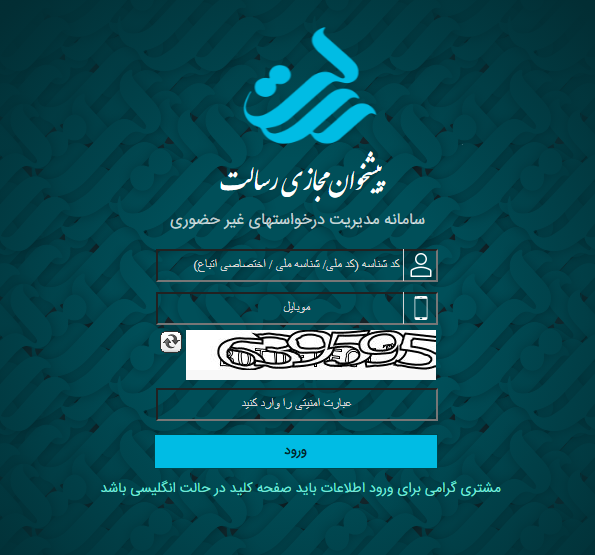 رسالت
پیشخوان مجازی رسالت
سامانه مدیریت درخواستهای غیر حضوری
کد شناسه (کد ملی/ شناسه ملی / اختصاصی اتباع)
موبایل
عبارت امنیتی را وارد کنید
ورود
مشتری گرامی برای ورود اطلاعات باید صفحه کلید در حالت انگلیسی باشد